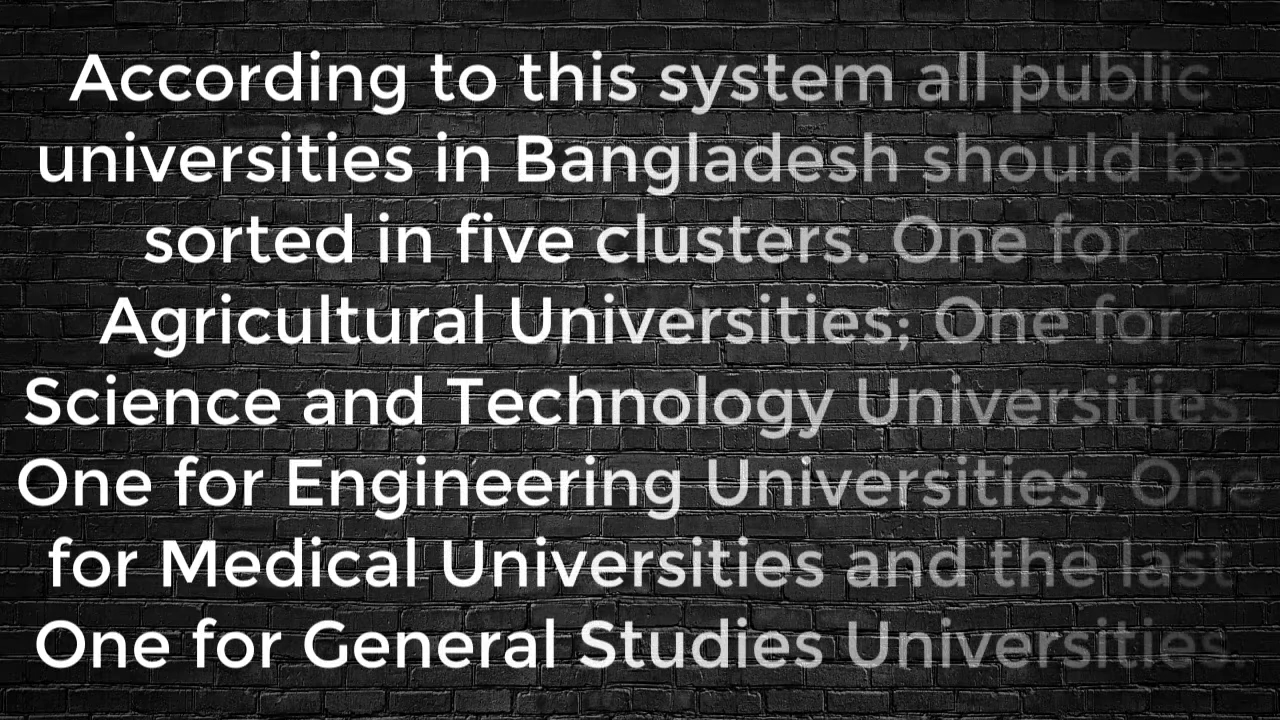 According to this system all public
universities in Bangladesh should be
sorted in five clusters. One for
Agricultural Universities; One for
Science and Technology Universities,
One for Engineering Universities, One
for Medical Universities and the last
One for General Studies Universities.